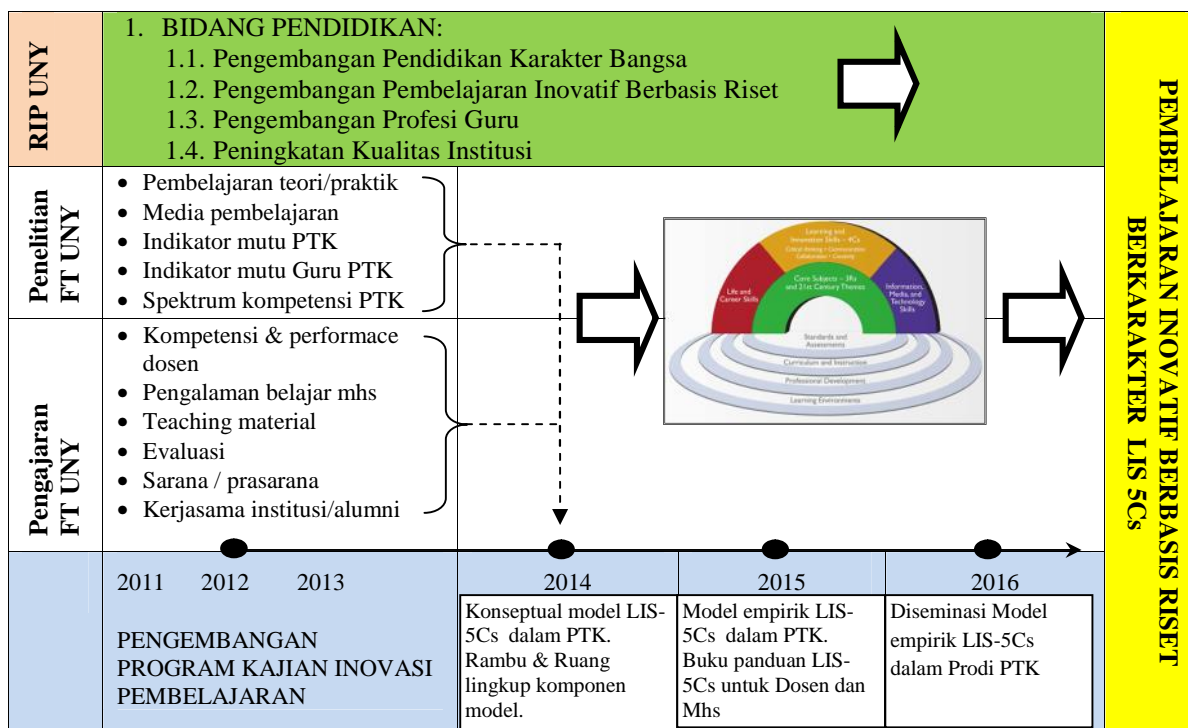 RIP UNY
1. BIDANG PENDIDIKAN:
1.1. Pengembangan Pendidikan Karakter Bangsa
1.2. Pengembangan Pembelajaran Inovatif Berbasis Riset
1.3. Pengembangan Profesi Guru
1.4. Peningkatan Kualitas Institusi
Penelitian
FT UNY
• Pembelajaran teori/praktik
• Media pembelajaran
• Indikator mutu PTK
• Indikator mutu Guru PTK
• Spektrum kompetensi PTK
Pengajaran
FT UNY
• Kompetensi & performace
dosen
• Pengalaman belajar mhs
• Teaching material
• Evaluasi
• Sarana / prasarana
• Kerjasama institusi/alumni
Learning and
Innovation Skills – 4Cs
Critical thinking • Communication
Collaboration • Creativity
Life and
Career Skills
Core Subjects – 3Rs
and 21st Century Themes
Information,
Media, and
Technology
Skills
Standards and
Assessments
Curriculum and Instruction
Professional Development
Learning Environments
2011 2012 2013
PENGEMBANGAN
PROGRAM KAJIAN INOVASI
PEMBELAJARAN
2014
Konseptual model LIS-
5Cs dalam PTK.
Rambu & Ruang
lingkup komponen
model.
2015
Model empirik LIS-
5Cs dalam PTK.
Buku panduan LIS-
5Cs untuk Dosen dan
Mhs
2016
Diseminasi Model
empirik LIS-5Cs
dalam Prodi PTK
PEMBELAJARAN INOVATIF BERBASIS RISET
BERKARAKTER LIS 5Cs